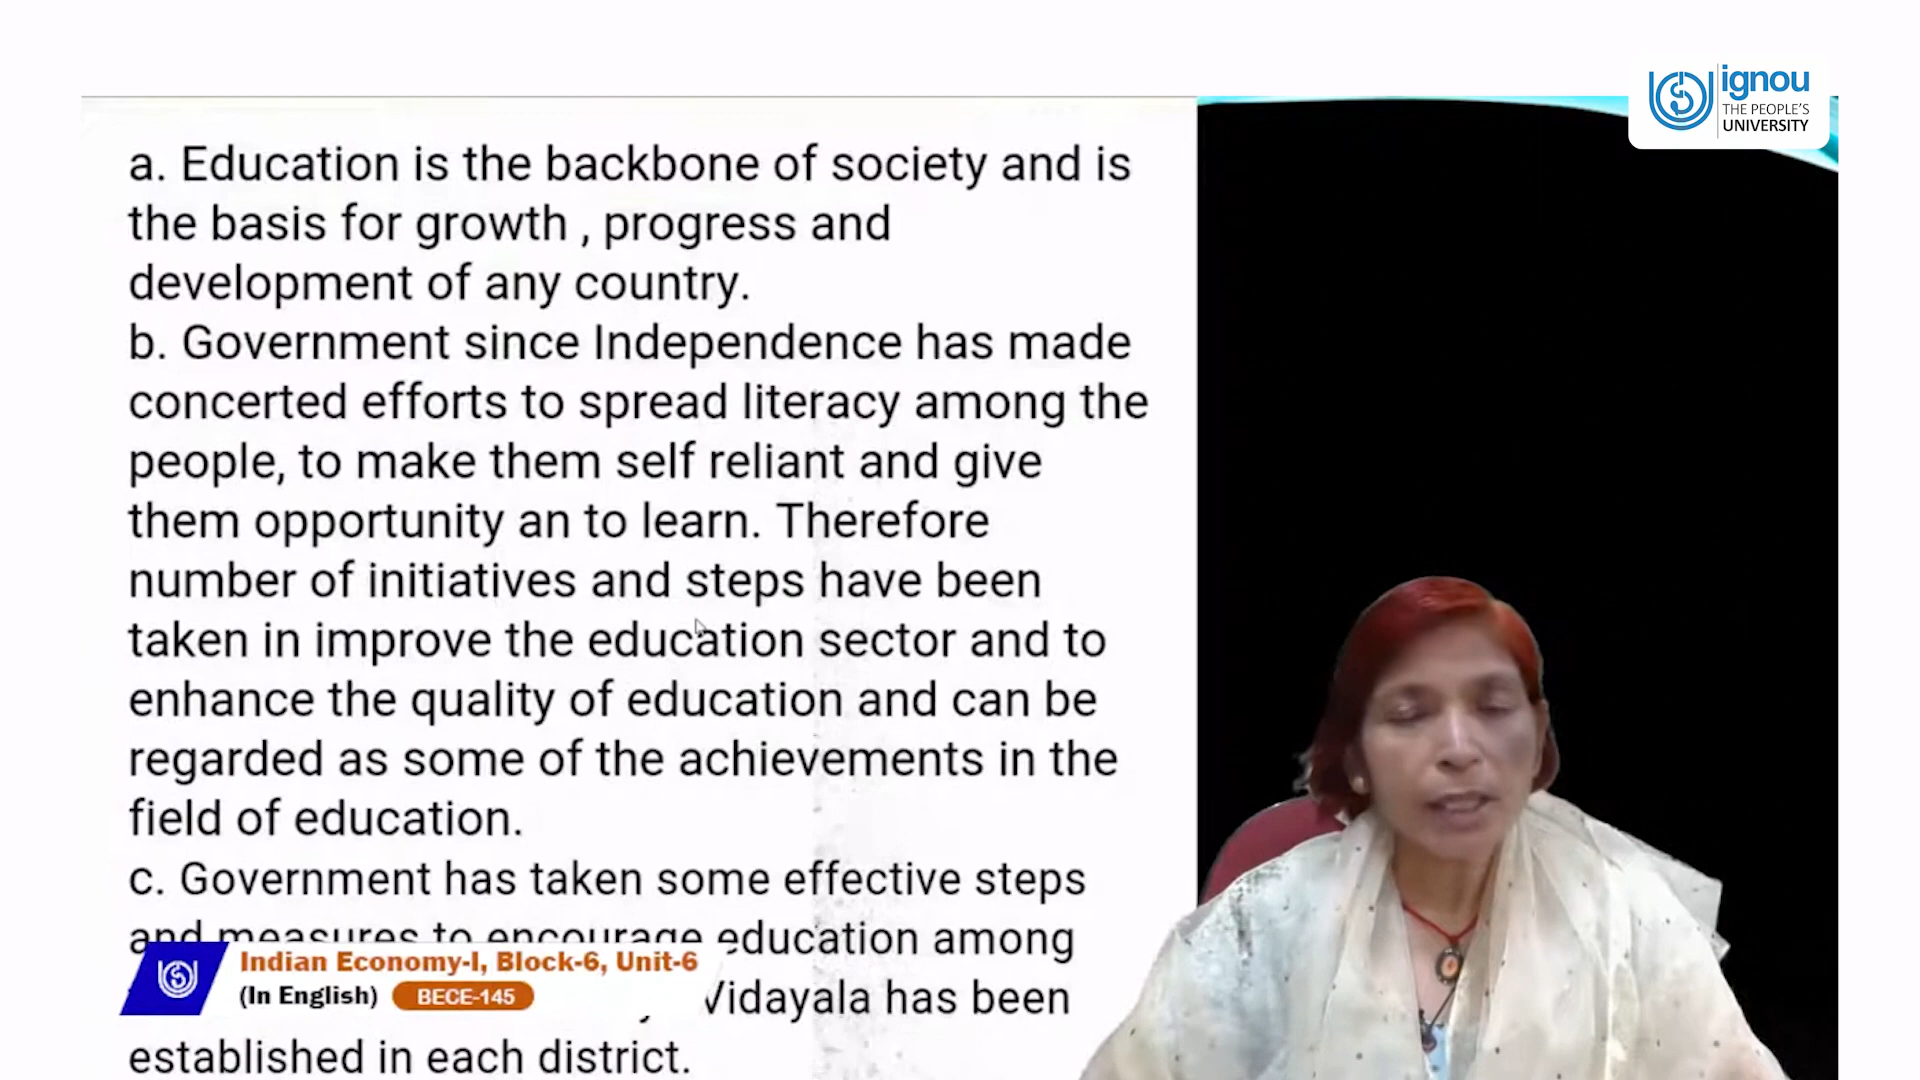 ignou
THE PEOPLE'S
UNIVERSITY
a. Education is the backbone of society and is
the basis for growth , progress and
development of any country.
b. Government since Independence has made
concerted efforts to spread literacy among the
people, to make them self reliant and give
them opportunity an to learn. Therefore
number of initiatives and steps have been
taken in improve the education sector and to
enhance the quality of education and can be
regarded as some of the achievements in the
field of education.
c. Government has taken some effective steps
and measures to encourage education among
Vidayala has been
established in each district.
Indian Economy-I, Block-6, Unit-6
(In English) BECE-145